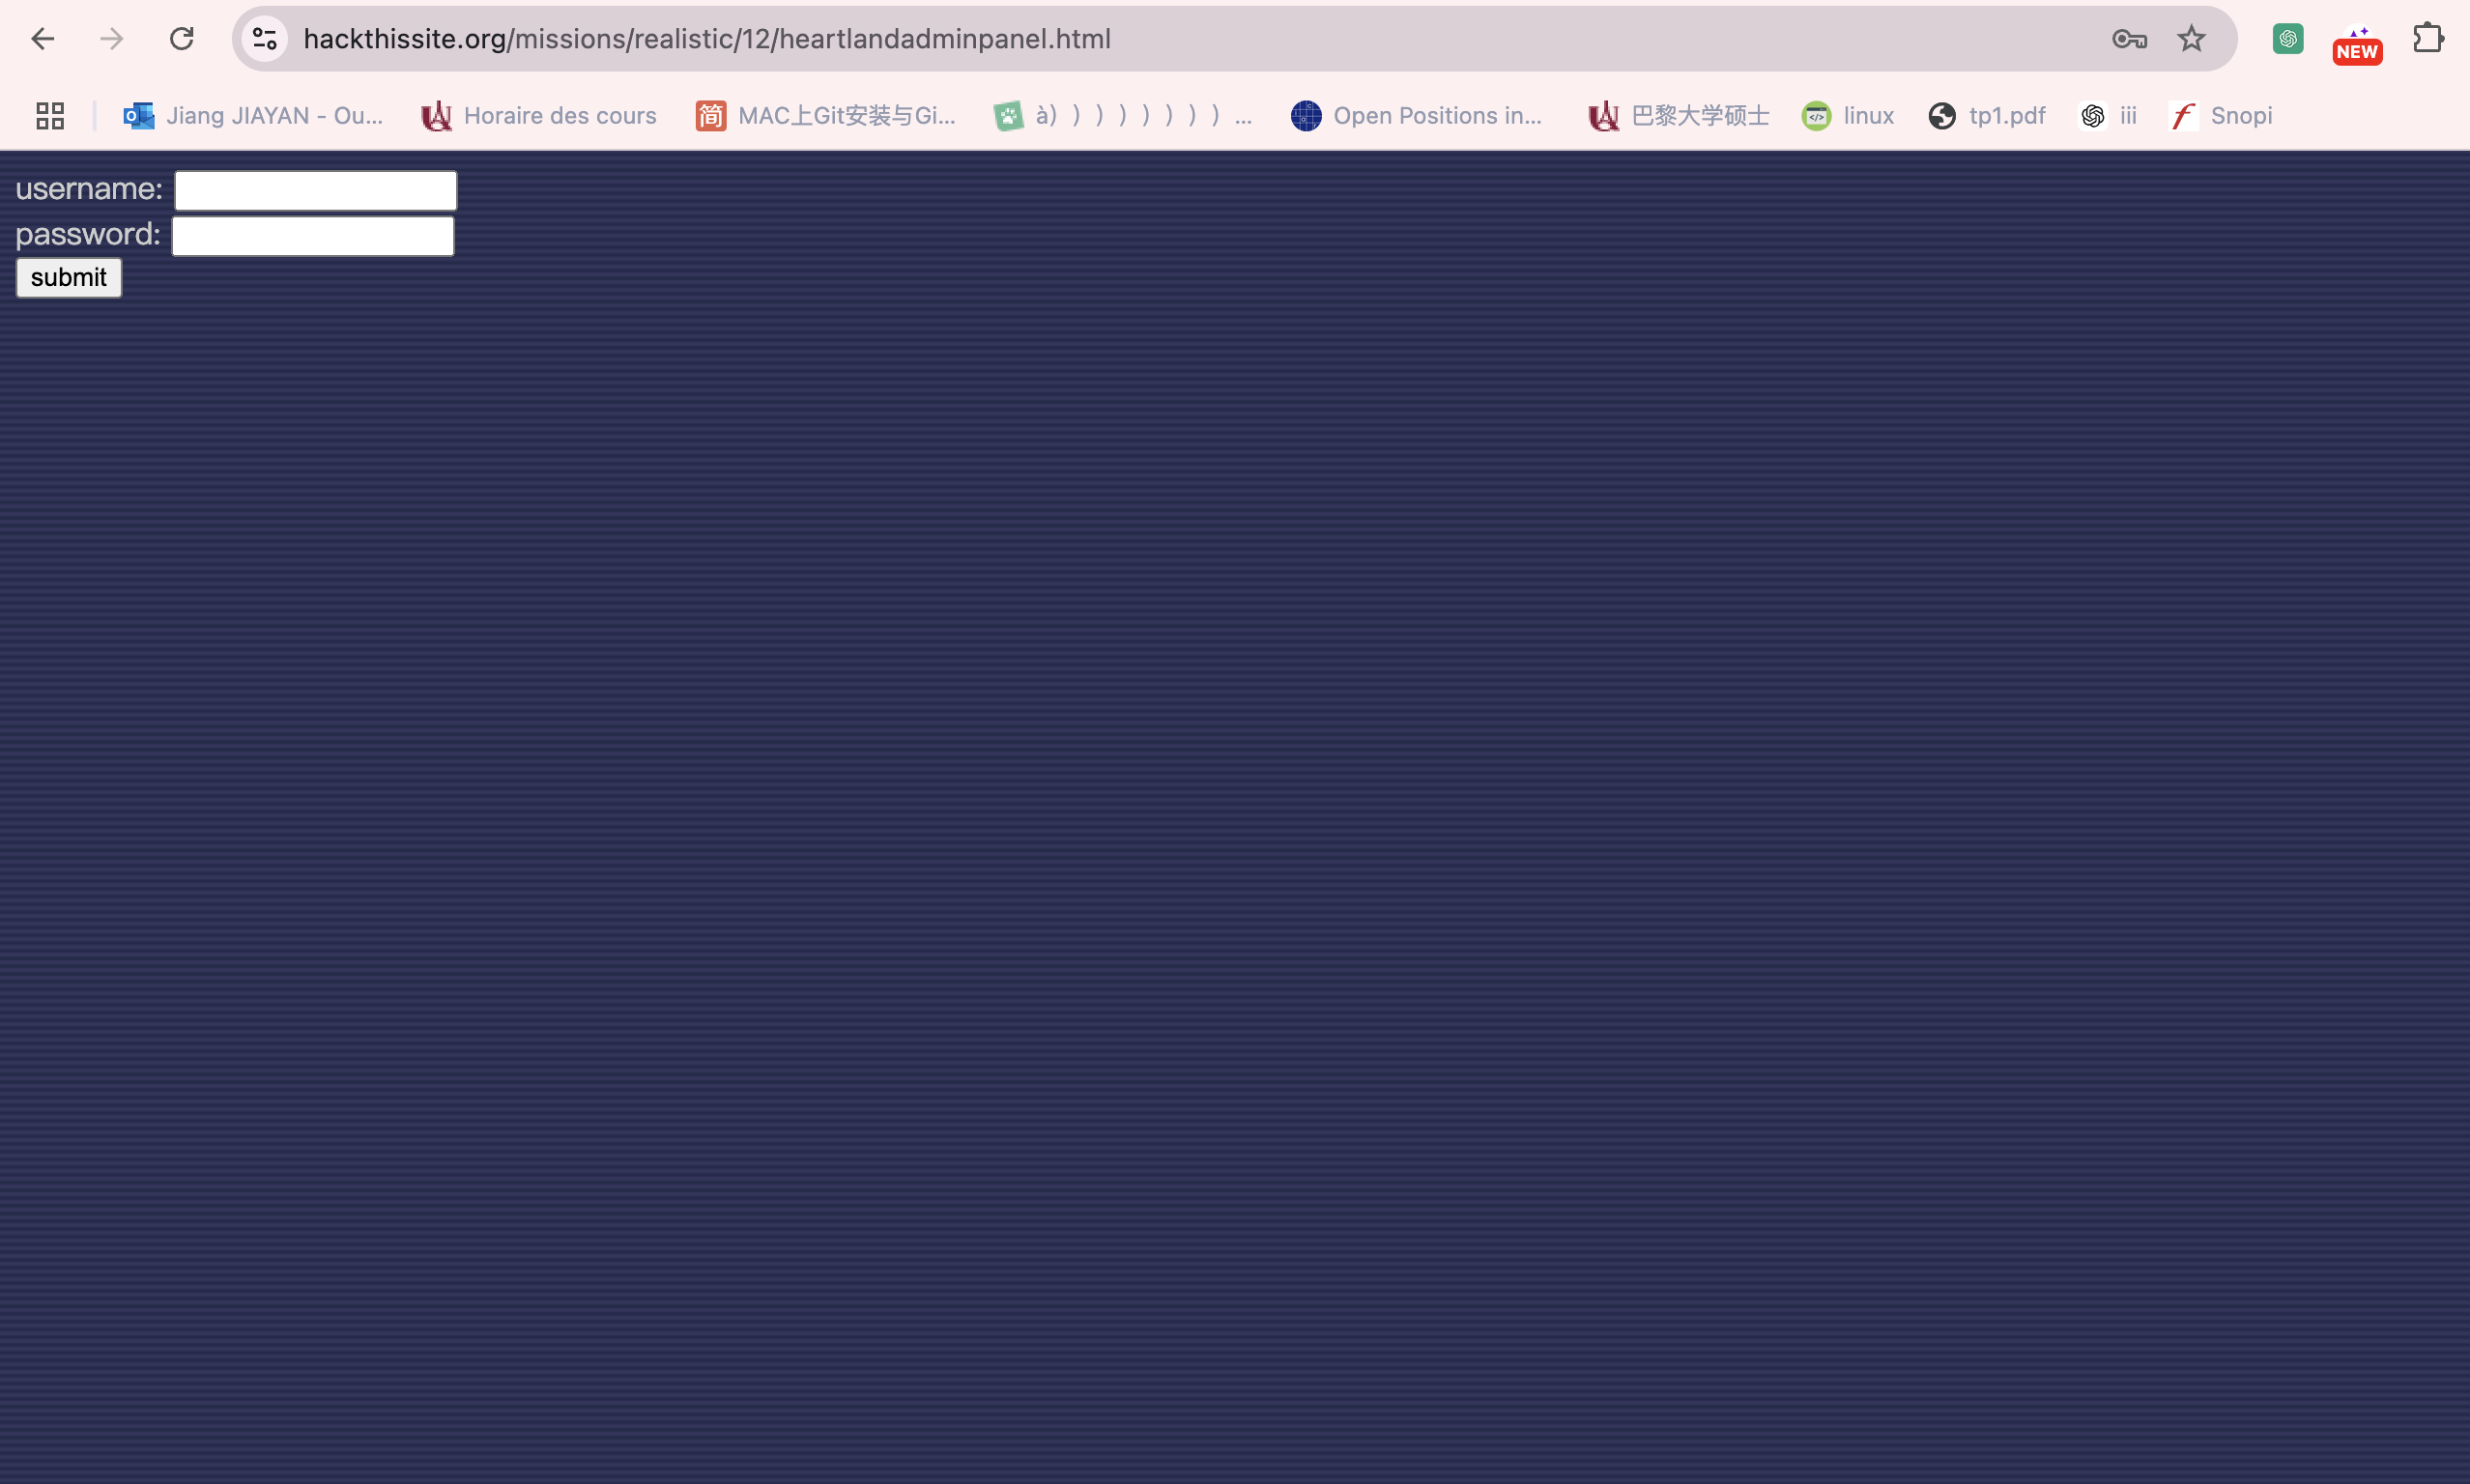 hackthissite.org/missions/realistic/12/heartlandadminpanel.html
NEW
Jiang JIAYAN - Ou... Horaire des cours 简 MAC上Git安装与Gi... à) ) ) ) ) ) ) ) ... Open Positions in... 巴黎大学硕士 linux tp1.pdf iii Snopi
username:
password:
submit